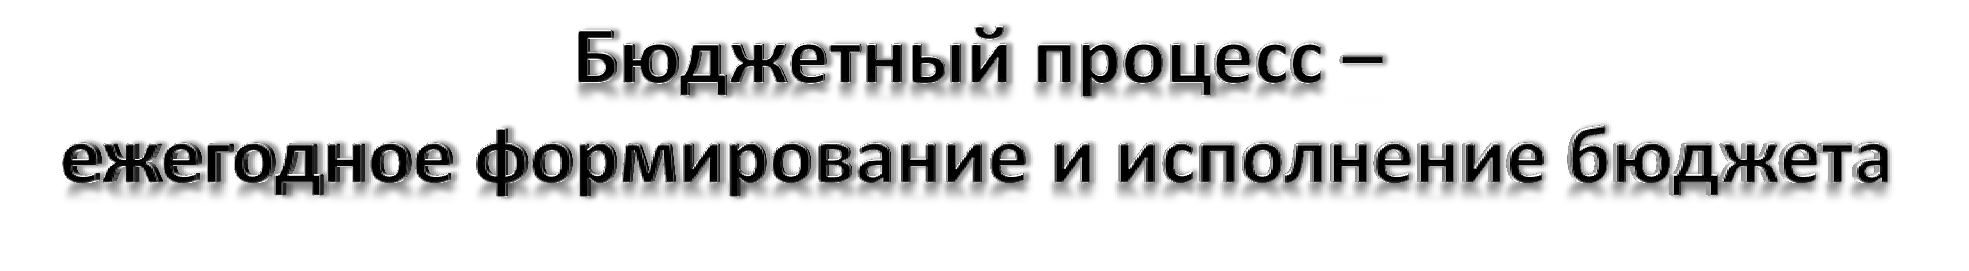 Бюджетный процесс –
ежегодное формирование и исполнение бюджета